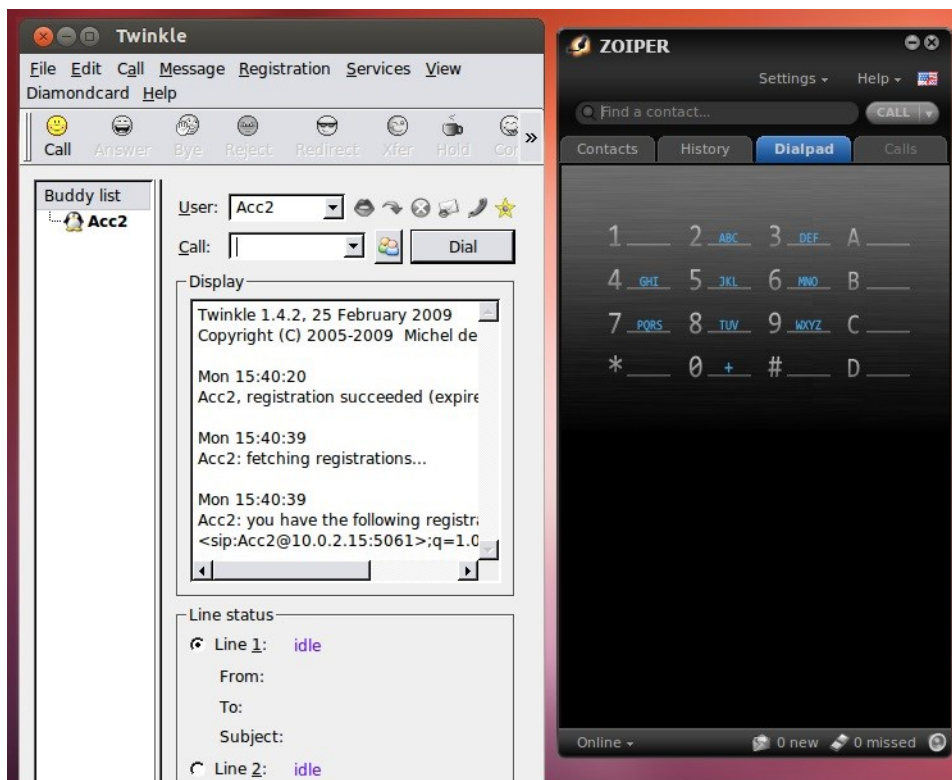 Twinkle
File Edit Call Message Registration Services View
Diamondcard Help
Call Answer Bye Reject Redirect Xfer Hold Con »
Buddy list
Acc2
User: Acc2
Call: Dial
Display
Twinkle 1.4.2, 25 February 2009
Copyright (C) 2005-2009 Michel de
Mon 15:40:20
Acc2, registration succeeded (expire
Mon 15:40:39
Acc2: fetching registrations...
Mon 15:40:39
Acc2: you have the following registra
<sip:Acc2@10.0.2.15:5061>;q=1.0
Line status
Line 1: idle
From:
To:
Subject:
Line 2: idle
ZOIPER
Settings Help
Find a contact...
CALL
Contacts History Dialpad Calls
1 2 ABC 3 DEF A
4 GHI 5 JKL 6 MNO B
7 PQRS 8 TUV 9 WXYZ C
* 0 + # D
Online 0 new 0 missed